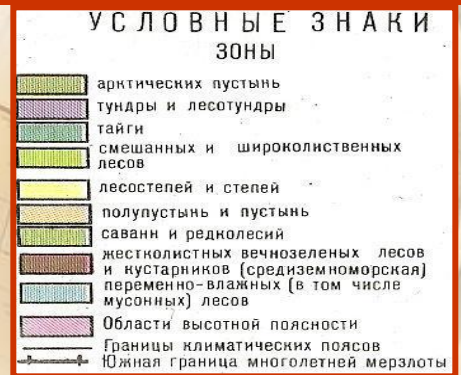 УСЛОВНЫЕ ЗНАКИ
ЗОНЫ
арктических пустынь
тундры и лесотундры
тайги
смешанных и широколиственных
лесов
лесостепей и степей
полупустынь и пустынь
саванн и редколесий
жестколистных вечнозеленых лесов
и кустарников (средиземноморская)
переменно-влажных (в том числе
мусонных) лесов
Области высотной поясности
Границы климатических поясов
Южная граница многолетней мерзлоты